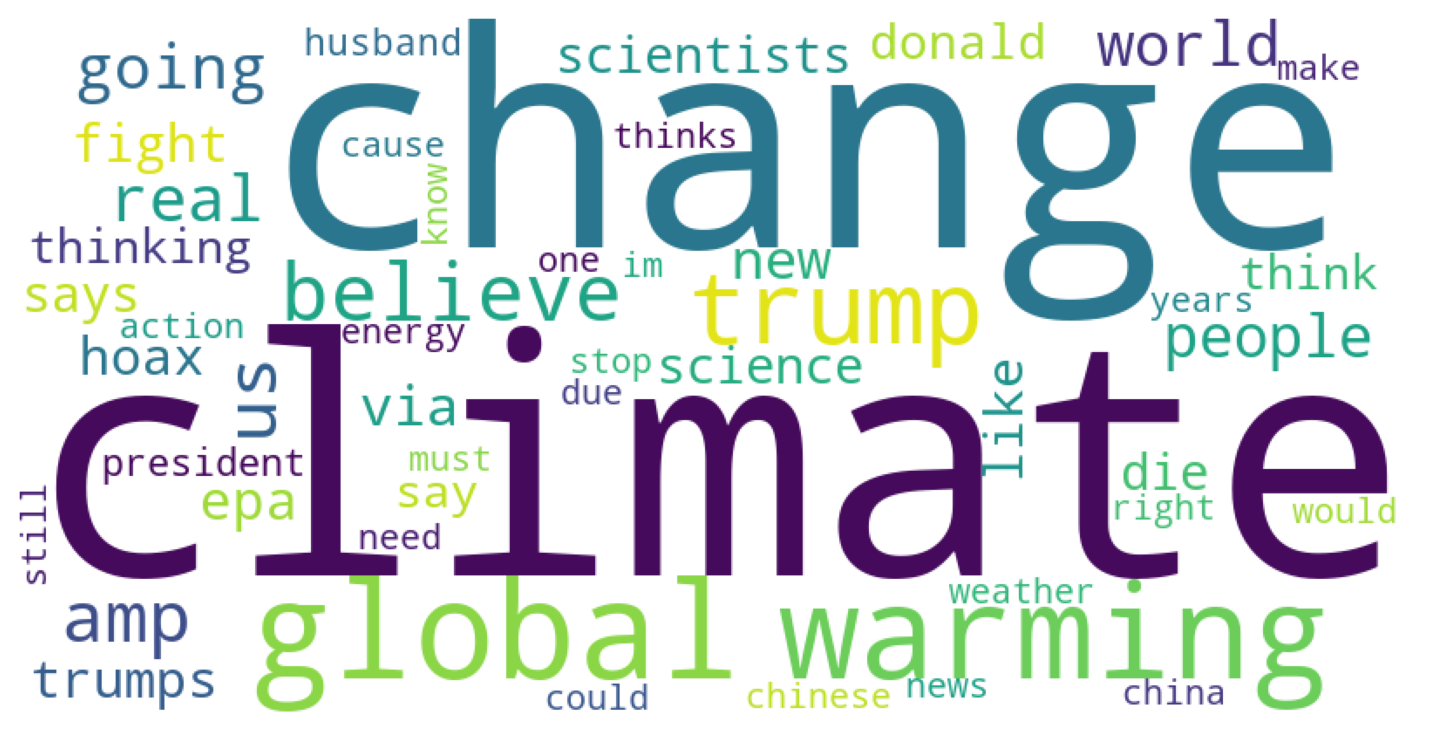 husband
scientists
donald
world
make
going
change
fight
cause
thinks
know
real
thinking
believe
one
im
new
think
says
trump
years
action
energy
people
hoax
us
stop
science
due
like
via
climate
president
must
die
epa
say
right
would
still
need
amp
global
warming
weather
trumps
could
chinese
news
china